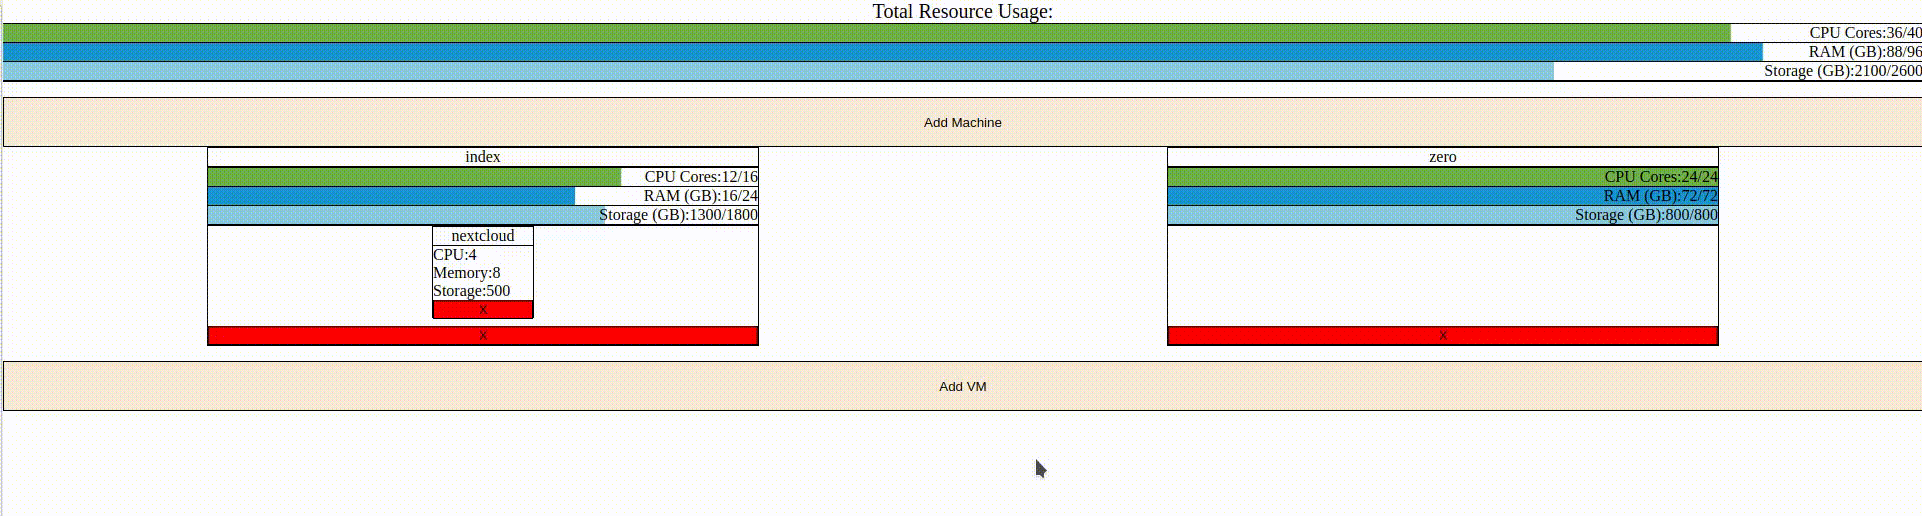 Total Resource Usage:
CPU Cores:36/40
RAM (GB):88/96
Storage (GB):2100/2600
Add Machine
index
CPU Cores:12/16
RAM (GB):16/24
Storage (GB):1300/1800
nextcloud
CPU:4
Memory:8
Storage:500
X
X
zero
CPU Cores:24/24
RAM (GB):72/72
Storage (GB):800/800
X
Add VM